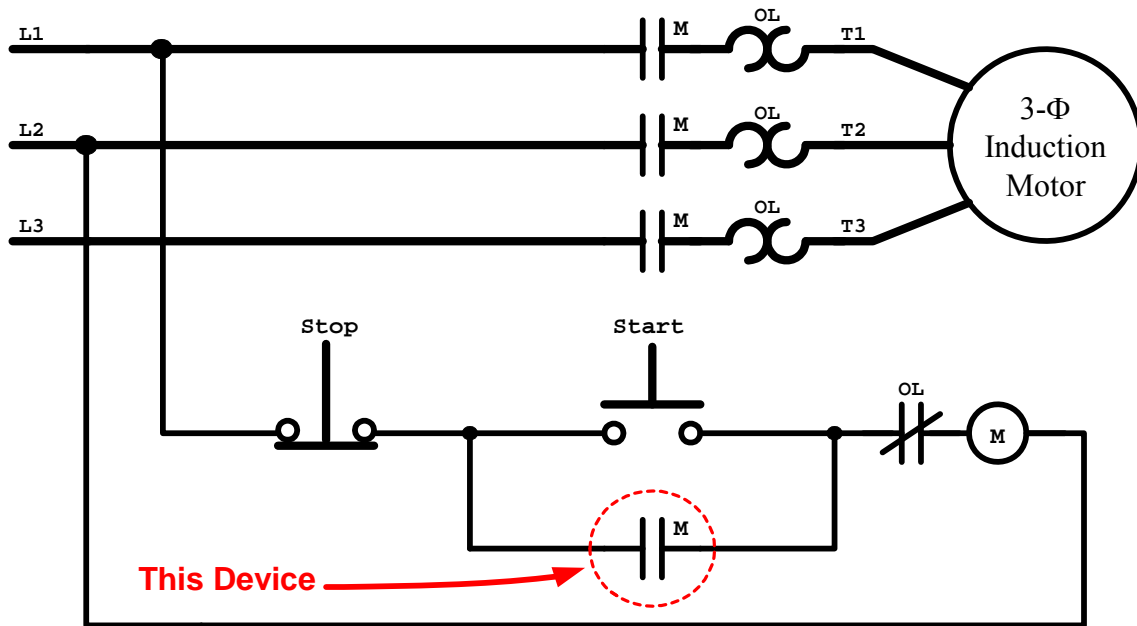 L1
M
OL
T1
L2
M
OL
T2
L3
M
OL
T3
3-Φ
Induction
Motor
Stop
Start
OL
M
M
This Device